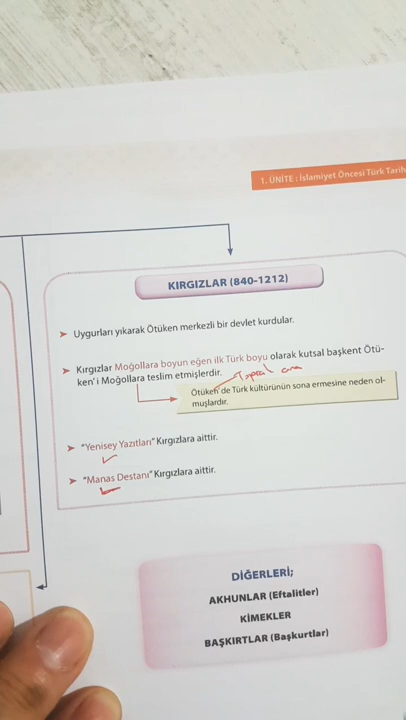 1. ÜNİTE : İslamiyet Öncesi Türk Tarih
KIRGIZLAR (840-1212)
➤ Uygurları yıkarak Ötüken merkezli bir devlet kurdular.
➤ Kırgızlar Moğollara boyun eğen ilk Türk boyu olarak kutsal başkent Ötü-
ken'i Moğollara teslim etmişlerdir.
Ötüken'de Türk kültürünün sona ermesine neden ol-
muşlardır.
➤ "Yenisey Yazıtları" Kırgızlara aittir.
➤ "Manas Destanı" Kırgızlara aittir.
DİĞERLERİ;
AKHUNLAR (Eftalitler)
KİMEKLER
BAŞKIRTLAR (Başkurtlar)